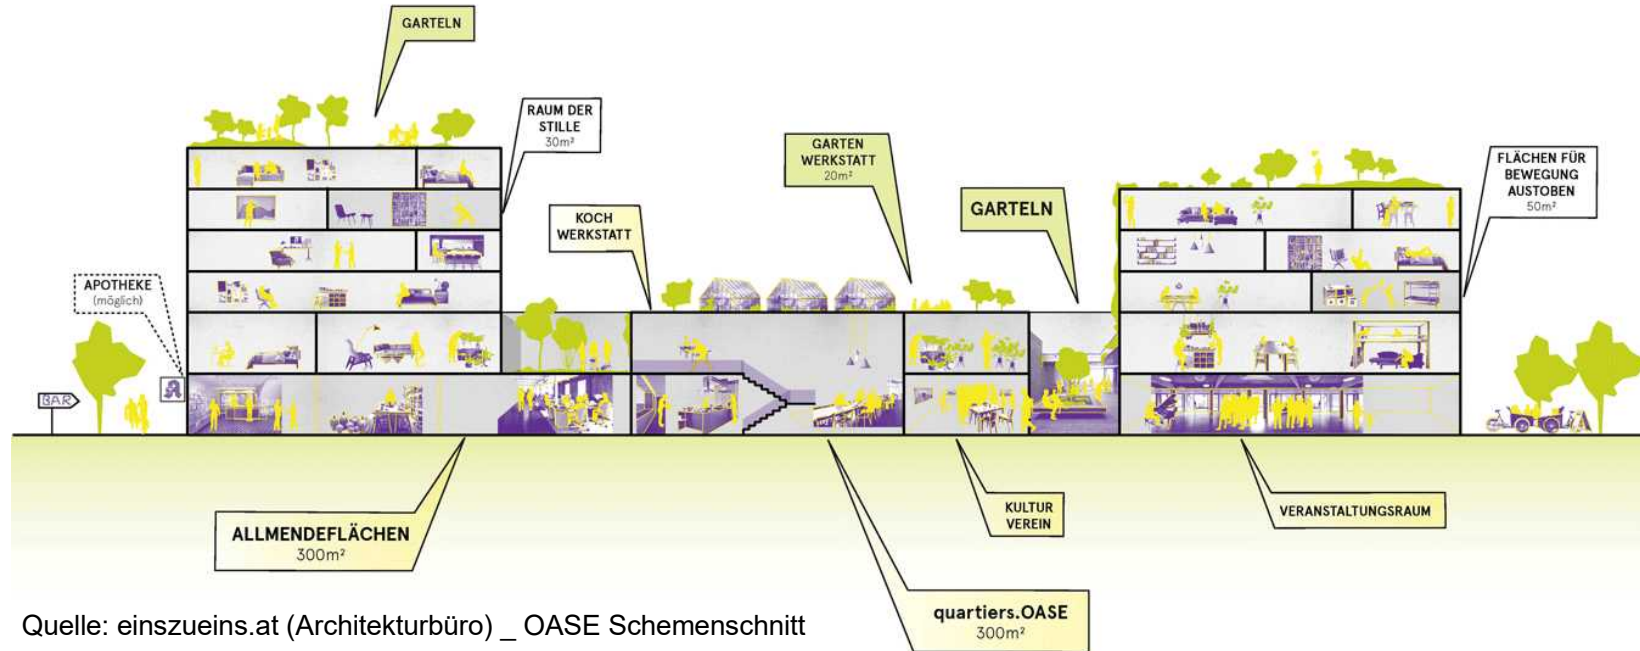 GARTELN
RAUM DER
STILLE
30m²
GARTEN
WERKSTATT
20m²
FLÄCHEN FÜR
BEWEGUNG
AUSTOBEN
50m²
KOCH
WERKSTATT
GARTELN
APOTHEKE
(möglich)
A
BAR
ALLMENDEFLÄCHEN
300m²
KULTUR
VEREIN
VERANSTALTUNGSRAUM
quartiers.OASE
300m²
Quelle: einszueins.at (Architekturbüro) _ OASE Schemenschnitt